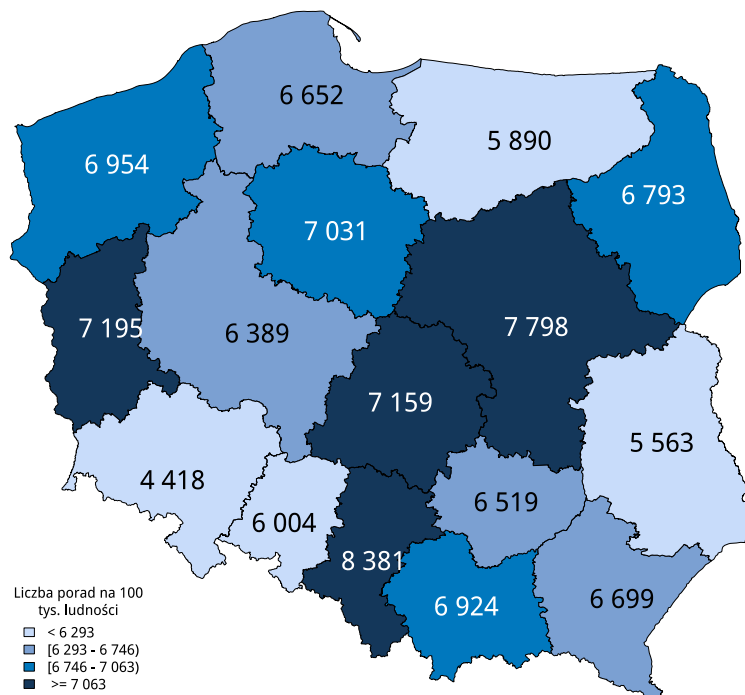 6 652
5 890
6 954
6 793
7 031
7 195
6 389
7 798
7 159
5 563
4 418
6 519
6 004
8 381
6 924
6 699
Liczba porad na 100
tys. ludności
< 6 293
[6 293 - 6 746)
[6 746 - 7 063)
>= 7 063